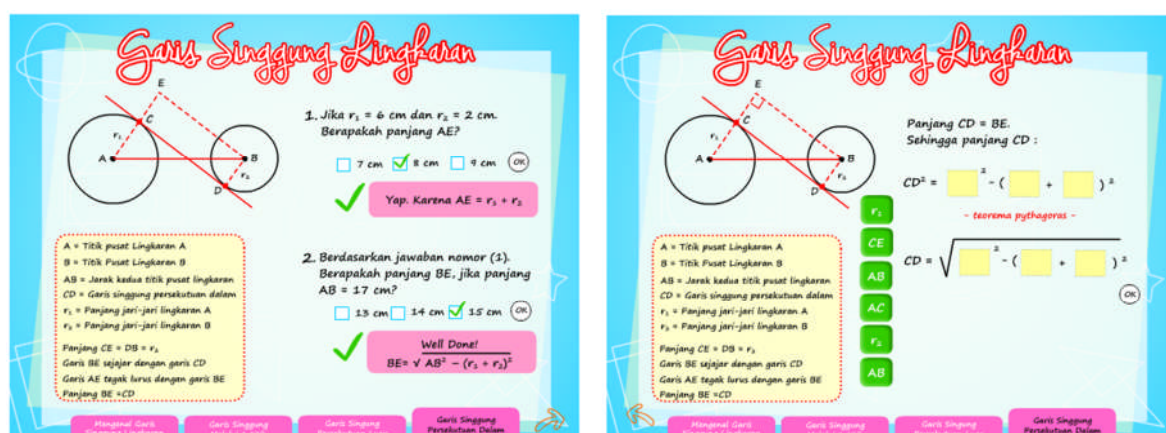 Garis Singgung Lingkaran
E
C
r₁
A
B
r₂
D
1. Jika r₁ = 6 cm dan r₂ = 2 cm.
Berapakah panjang AE?
7 cm 8 cm 9 cm OK
Yap. Karena AE = r₁ + r₂
A = Titik pusat Lingkaran A
B = Titik Pusat Lingkaran B
AB = Jarak kedua titik pusat lingkaran
CD = Garis singgung persekutuan dalam
r₁ = Panjang jari-jari lingkaran A
r₂ = Panjang jari-jari lingkaran B
Panjang CE = DB = r₂
Garis BE sejajar dengan garis CD
Garis AE tegak lurus dengan garis BE
Panjang BE =CD
2. Berdasarkan jawaban nomor (1).
Berapakah panjang BE, jika panjang
AB = 17 cm?
13 cm 14 cm 15 cm OK
Well Done!
BE= √ AB² - (r₁ + r₂)²
Mengenal Garis
Singgung Lingkaran
Garis Singgung
Garis Singung
Garis Singgung
Persekutuan Dalam
Garis Singgung Lingkaran
E
C
r₁
A
B
r₂
D
Panjang CD = BE.
Sehingga panjang CD :
CD² = ² - ( + ) ²
- teorema pythagoras -
CD = √ ² - ( + ) ²
OK
r₁
CE
AB
AC
r₂
AB
A = Titik pusat Lingkaran A
B = Titik Pusat Lingkaran B
AB = Jarak kedua titik pusat lingkaran
CD = Garis singgung persekutuan dalam
r₁ = Panjang jari-jari lingkaran A
r₂ = Panjang jari-jari lingkaran B
Panjang CE = DB = r₂
Garis BE sejajar dengan garis CD
Garis AE tegak lurus dengan garis BE
Panjang BE =CD
Mengenal Garis
Singgung Lingkaran
Garis Singgung
Garis Singung
Garis Singgung
Persekutuan Dalam